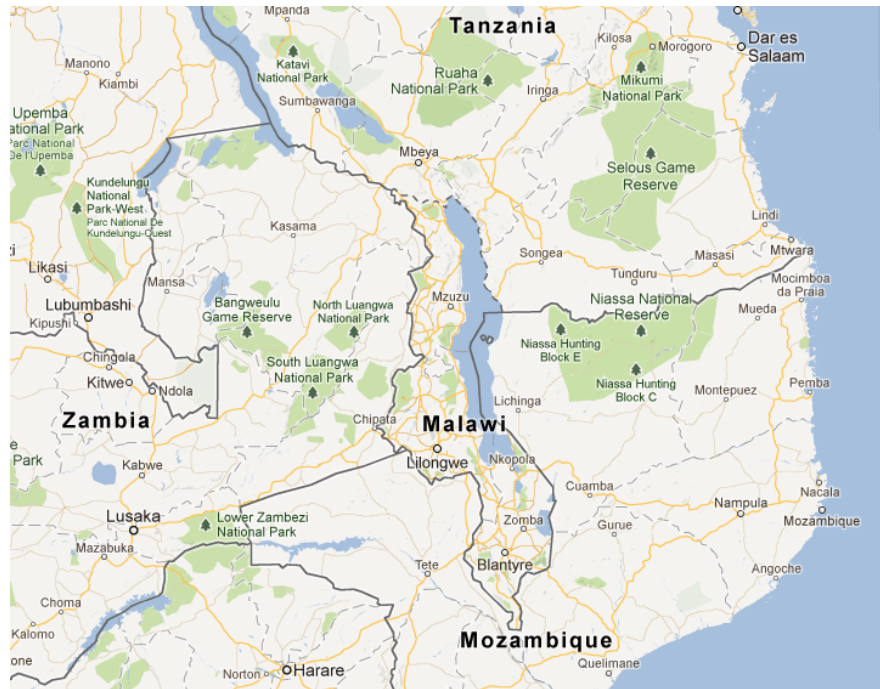 Tanzania
Mpanda
Dar es
Salaam
Kilosa
Morogoro
Manono
Kiambi
Katavi
National Park
Ruaha
National Park
Mikumi
National Park
Sumbawanga
Iringa
Upemba
ational Park
Parc National
De l'Upemba
Mbeya
Selous Game
Reserve
Kundelungu
National
Park-West
Parc National De
Kundelungu-Ouest
Kasama
Lindi
Mtwara
Songea
Masasi
Likasi
Mansa
Tunduru
Mocimboa
da Praia
Lubumbashi
Kipushi
Bangweulu
Game Reserve
North Luangwa
National Park
Mzuzu
Niassa National
Reserve
Mueda
Niassa Hunting
Block E
Chingola
Kitwe
Ndola
South Luangwa
National Park
Niassa Hunting
Block C
Montepuez
Pemba
Zambia
Chipata
Malawi
Lichinga
e
Park
Kabwe
Lilongwe
Nkopola
Cuamba
Nampula
Nacala
Mozambique
Lusaka
Lower Zambezi
National Park
Zomba
Gurue
Mazabuka
Tete
Blantyre
Angoche
Choma
Kalomo
one
Mozambique
Norton
Harare
Quelimane